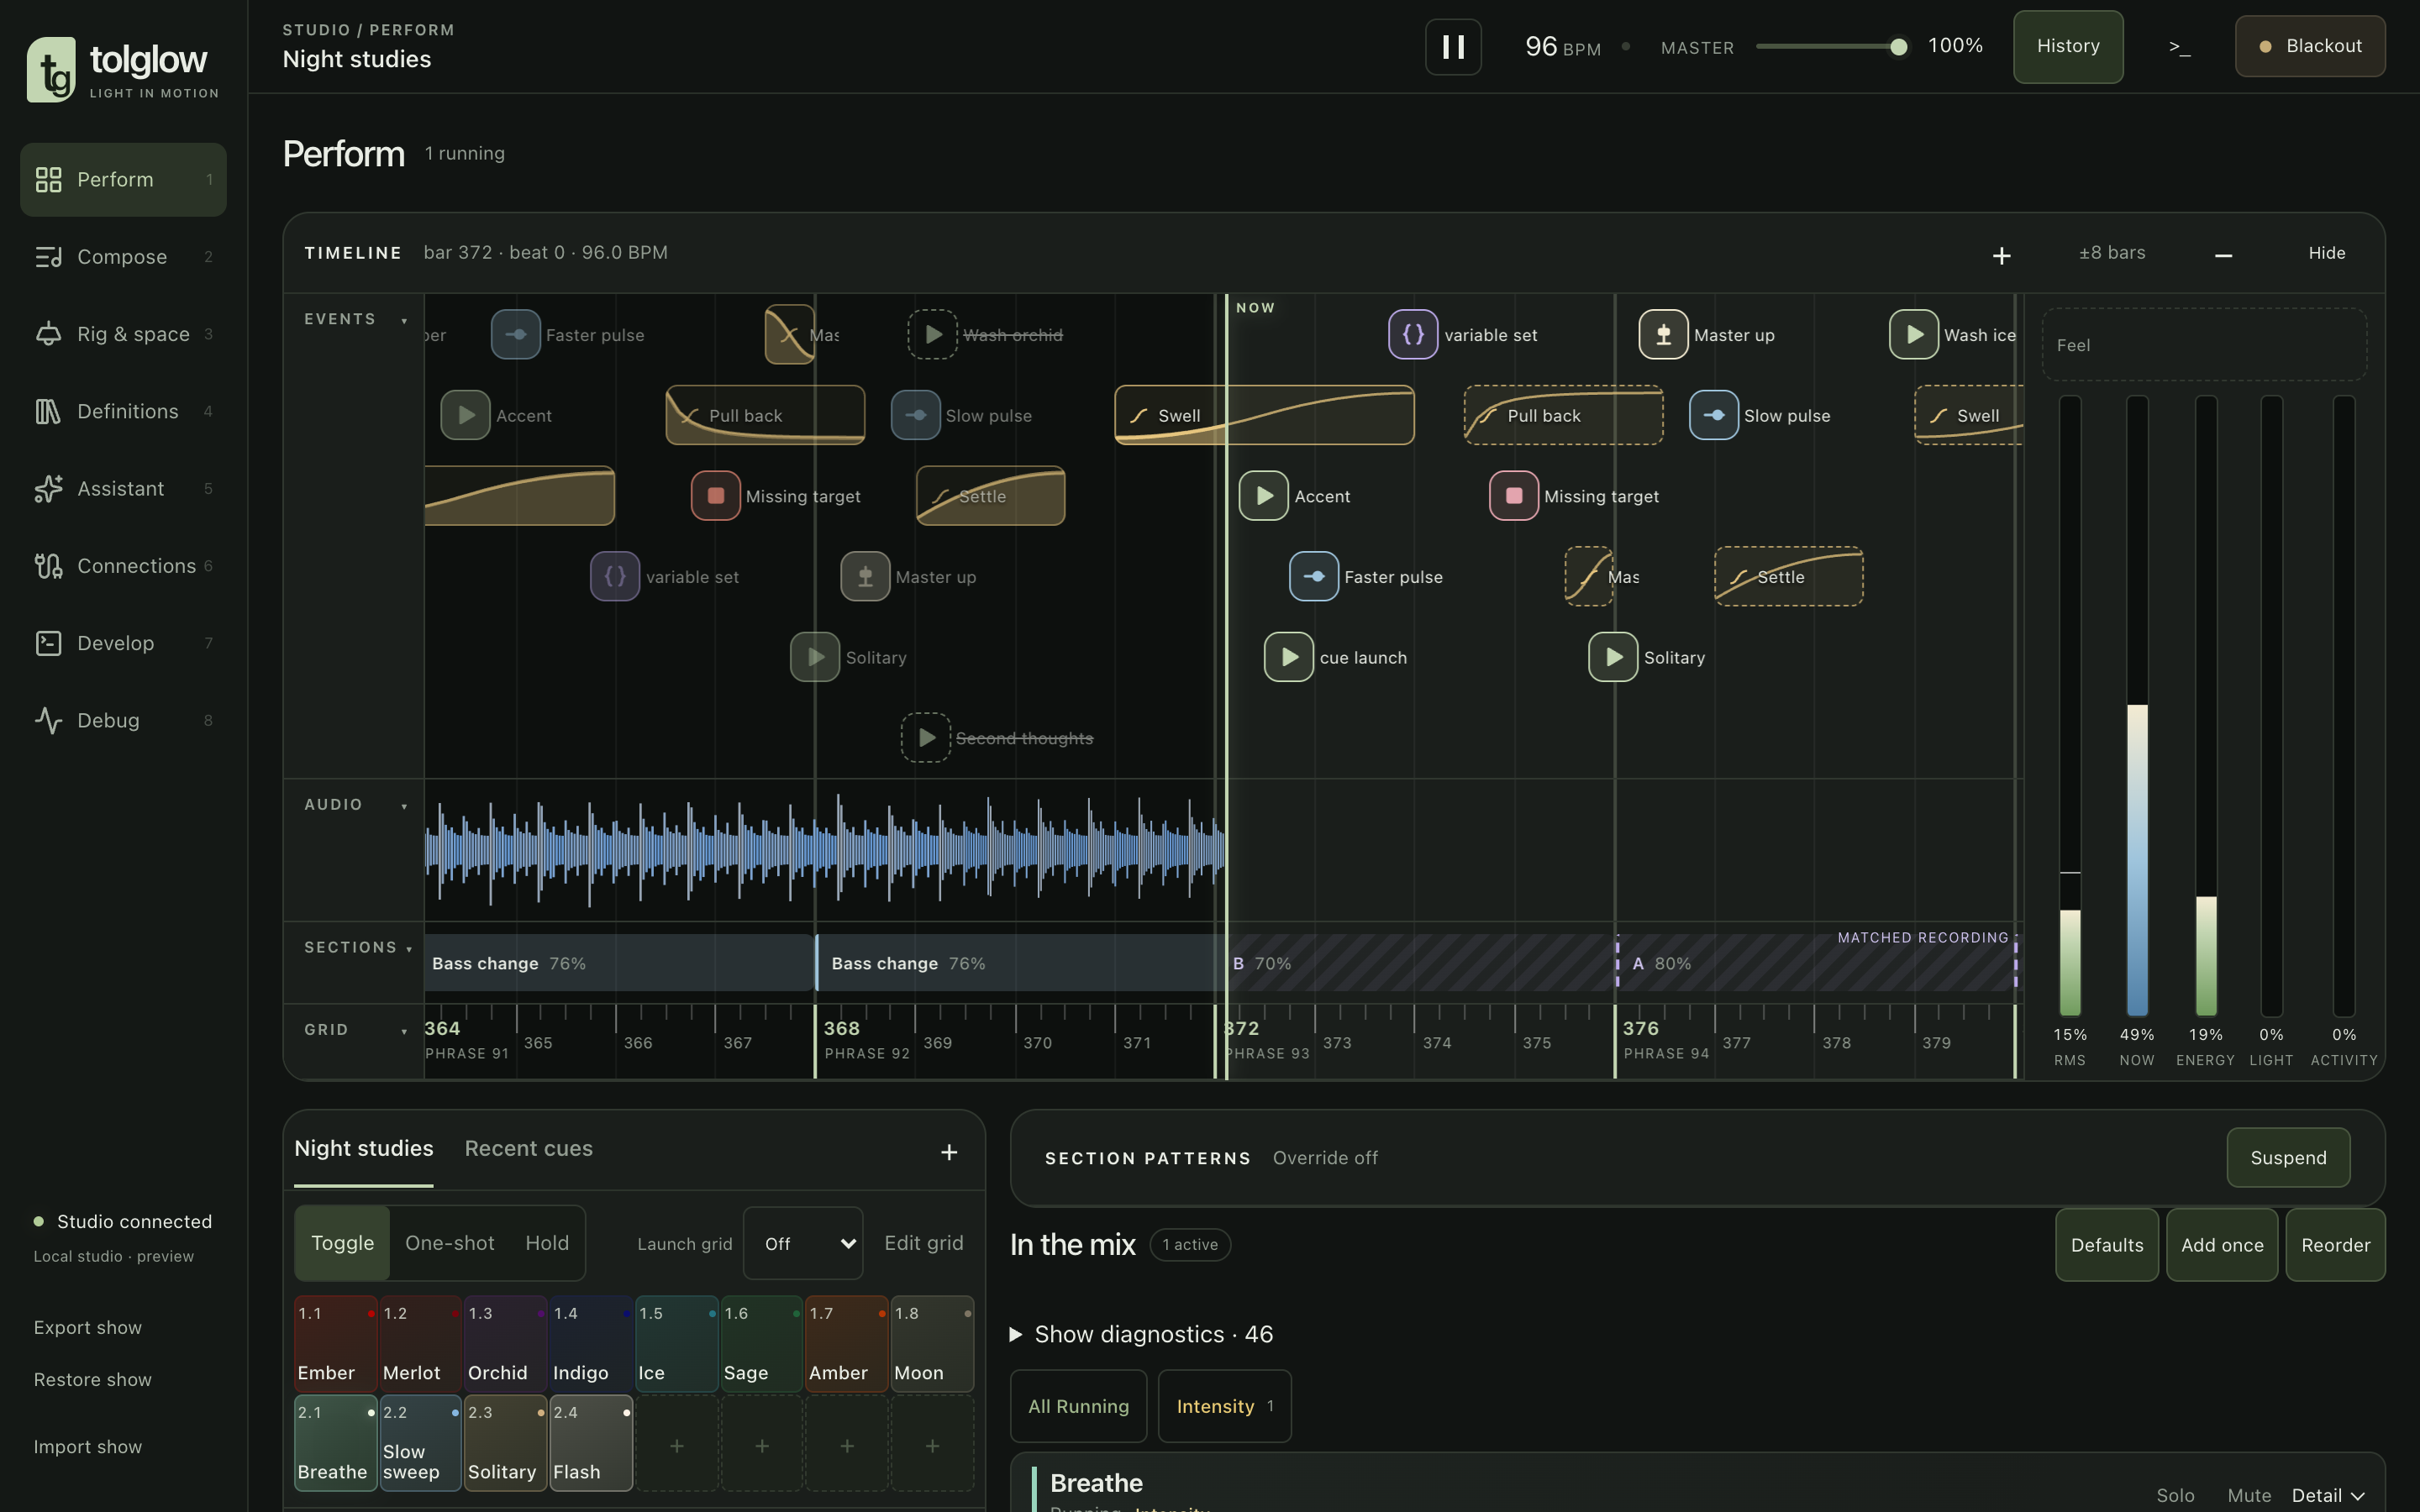 tg
tolglow
LIGHT IN MOTION
Perform 1
Compose 2
Rig & space 3
Definitions 4
Assistant 5
Connections 6
Develop 7
Debug 8
Studio connected
Local studio · preview
Export show
Restore show
Import show
STUDIO / PERFORM
Night studies
96 BPM
MASTER
100%
History
>_
Blackout
Perform 1 running
TIMELINE bar 372 · beat 0 · 96.0 BPM
+ ±8 bars − Hide
EVENTS
Faster pulse
Mas
Wash orchid
NOW
variable set
Master up
Wash ice
Accent
Pull back
Slow pulse
Swell
Pull back
Slow pulse
Swell
Missing target
Settle
Accent
Missing target
variable set
Master up
Faster pulse
Mas
Settle
Solitary
cue launch
Solitary
Second thoughts
AUDIO
SECTIONS
Bass change 76%
Bass change 76%
B 70%
A 80%
MATCHED RECORDING
GRID
364 365 366 367 368 369 370 371 372 373 374 375 376 377 378 379
PHRASE 91 PHRASE 92 PHRASE 93 PHRASE 94
Feel
15% 49% 19% 0% 0%
RMS NOW ENERGY LIGHT ACTIVITY
Night studies Recent cues +
Toggle One-shot Hold Launch grid Off Edit grid
1.1 1.2 1.3 1.4 1.5 1.6 1.7 1.8
Ember Merlot Orchid Indigo Ice Sage Amber Moon
2.1 2.2 2.3 2.4
Breathe Slow sweep Solitary Flash + + + +
SECTION PATTERNS Override off Suspend
In the mix 1 active Defaults Add once Reorder
Show diagnostics · 46
All Running Intensity 1
Breathe
Solo Mute Detail